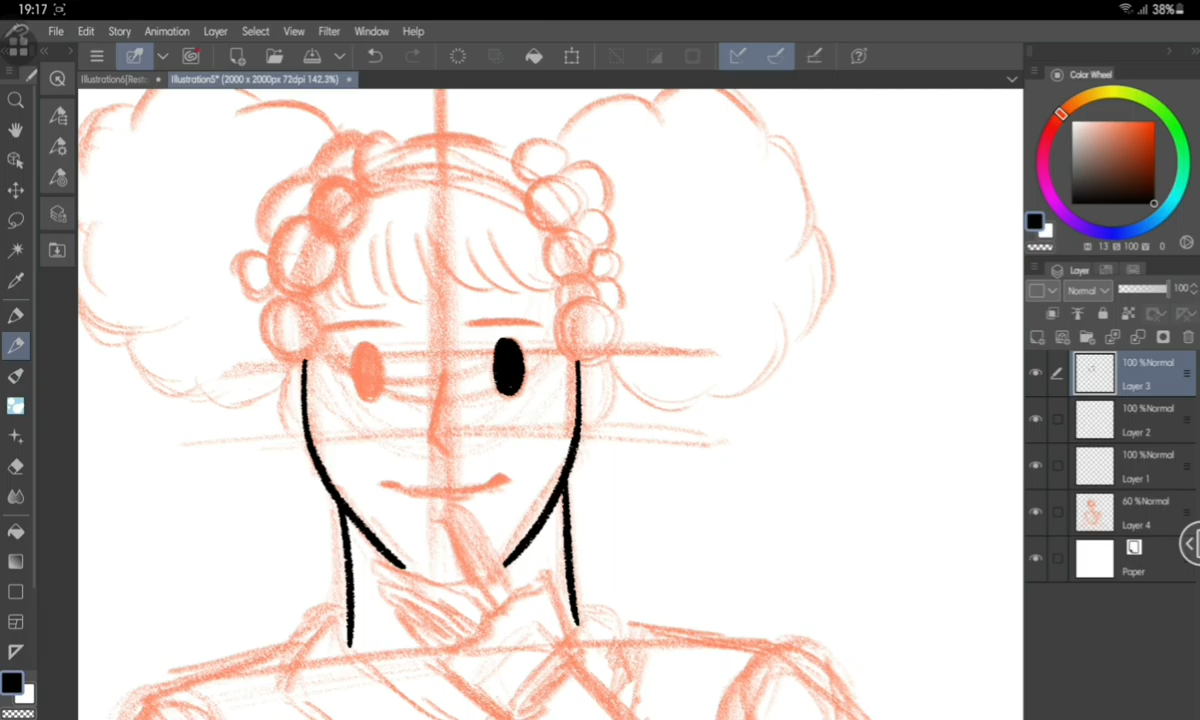 19:17
38%
File Edit Story Animation Layer Select View Filter Window Help
Illustration5* (2000 x 2000px 72dpi 142.3%)
Color Wheel
13 S 100 V 0
Layer
Normal 100
100 %Normal
Layer 3
100 %Normal
Layer 2
100 %Normal
Layer 1
60 %Normal
Layer 4
Paper